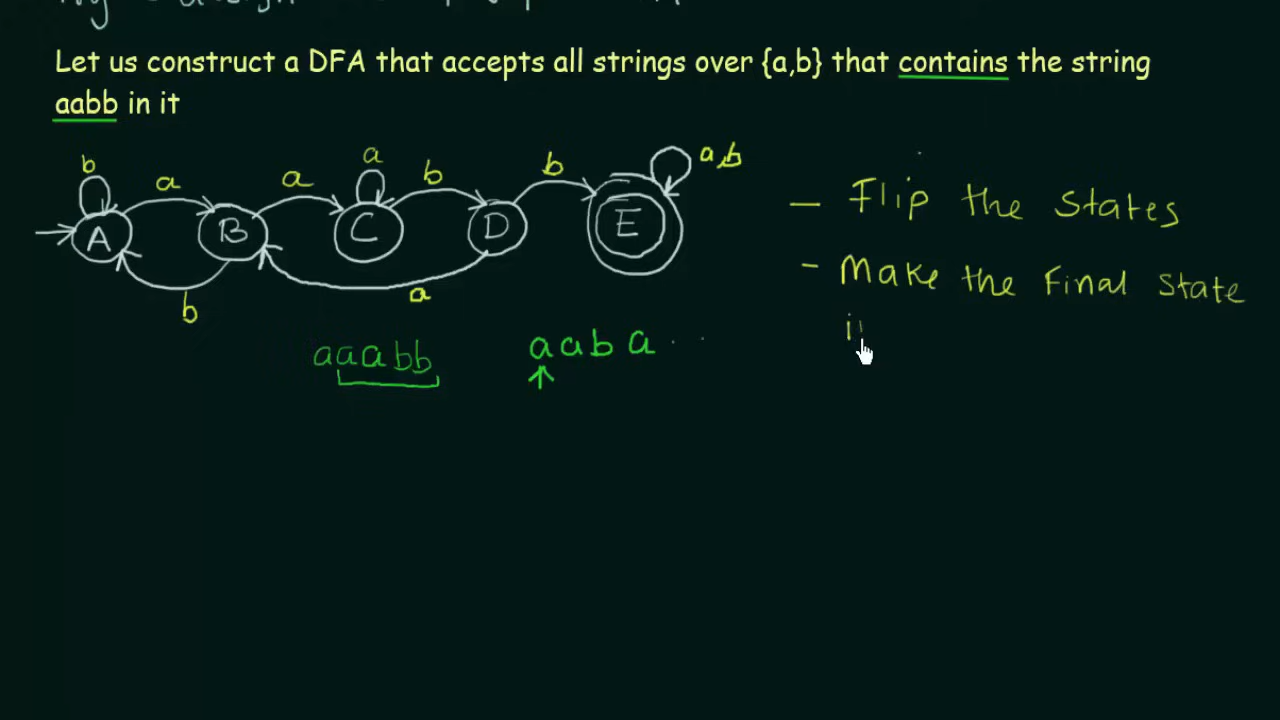 Let us construct a DFA that accepts all strings over {a,b} that contains the string
aabb in it
b a a a b b a,b
A B C D E
b a
aaabb aaba..
— Flip the States
- Make the Final State